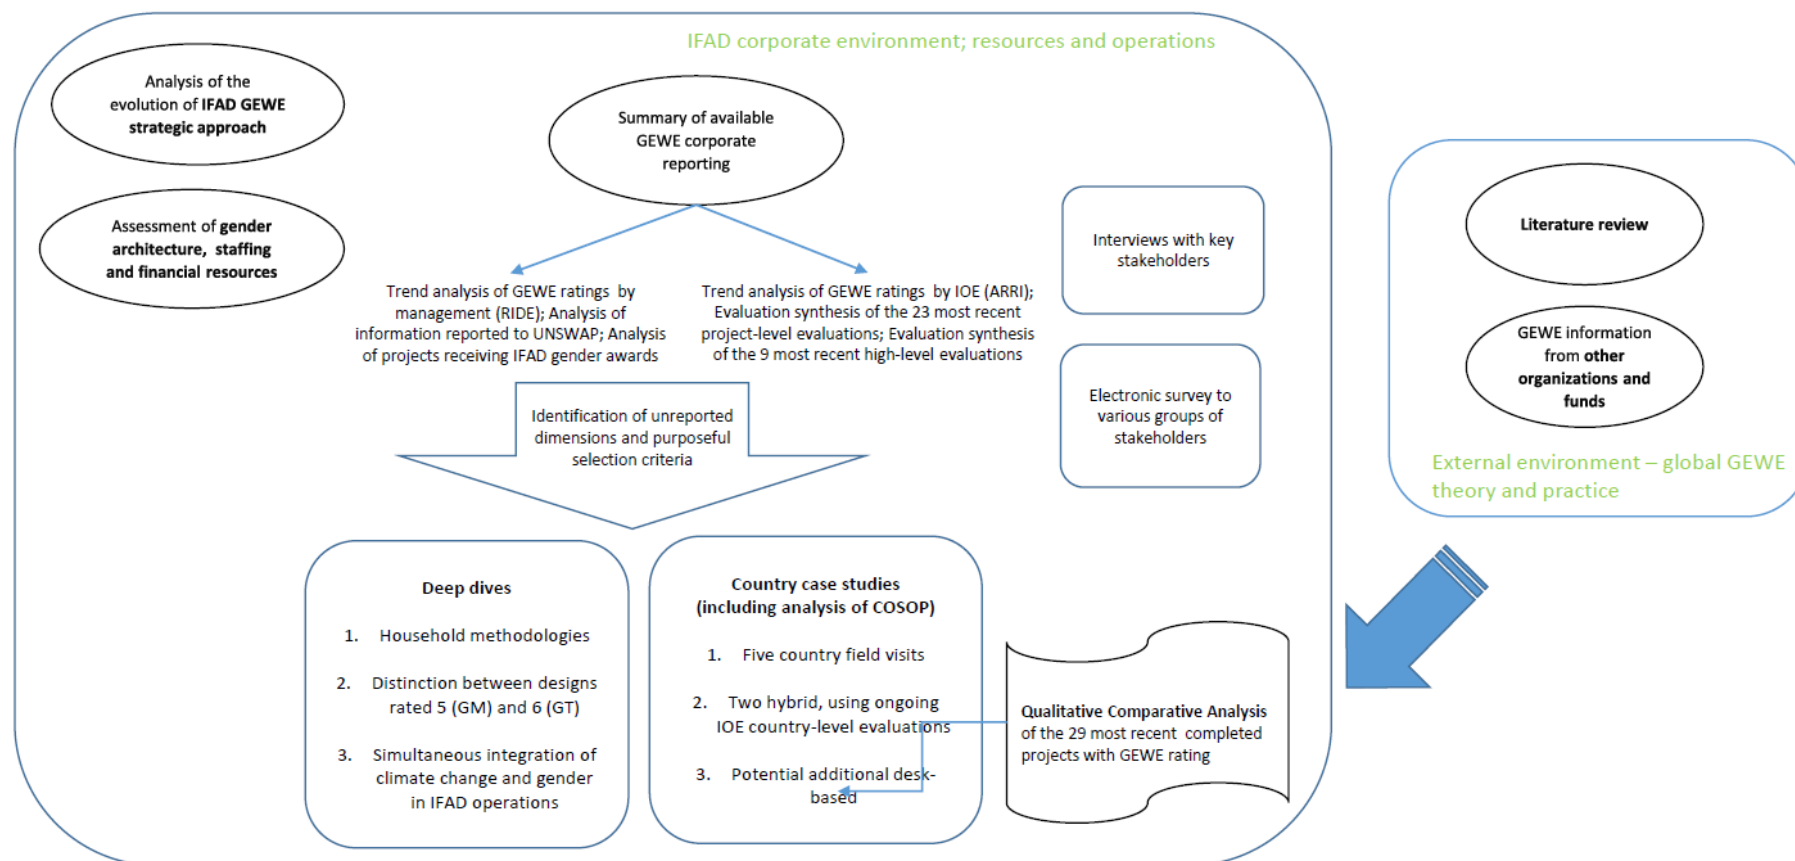 IFAD corporate environment; resources and operations
Analysis of the
evolution of IFAD GEWE
strategic approach
Summary of available
GEWE corporate
reporting
Assessment of gender
architecture, staffing
and financial resources
Trend analysis of GEWE ratings by
management (RIDE); Analysis of
information reported to UNSWAP; Analysis
of projects receiving IFAD gender awards
Trend analysis of GEWE ratings by IOE (ARRI);
Evaluation synthesis of the 23 most recent
project-level evaluations; Evaluation synthesis
of the 9 most recent high-level evaluations
Interviews with key
stakeholders
Electronic survey to
various groups of
stakeholders
Literature review
GEWE information
from other
organizations and
funds
External environment – global GEWE
theory and practice
Identification of unreported
dimensions and purposeful
selection criteria
Deep dives
1. Household methodologies
2. Distinction between designs
rated 5 (GM) and 6 (GT)
3. Simultaneous integration of
climate change and gender
in IFAD operations
Country case studies
(including analysis of COSOP)
1. Five country field visits
2. Two hybrid, using ongoing
IOE country-level evaluations
3. Potential additional desk-
based
Qualitative Comparative Analysis
of the 29 most recent completed
projects with GEWE rating